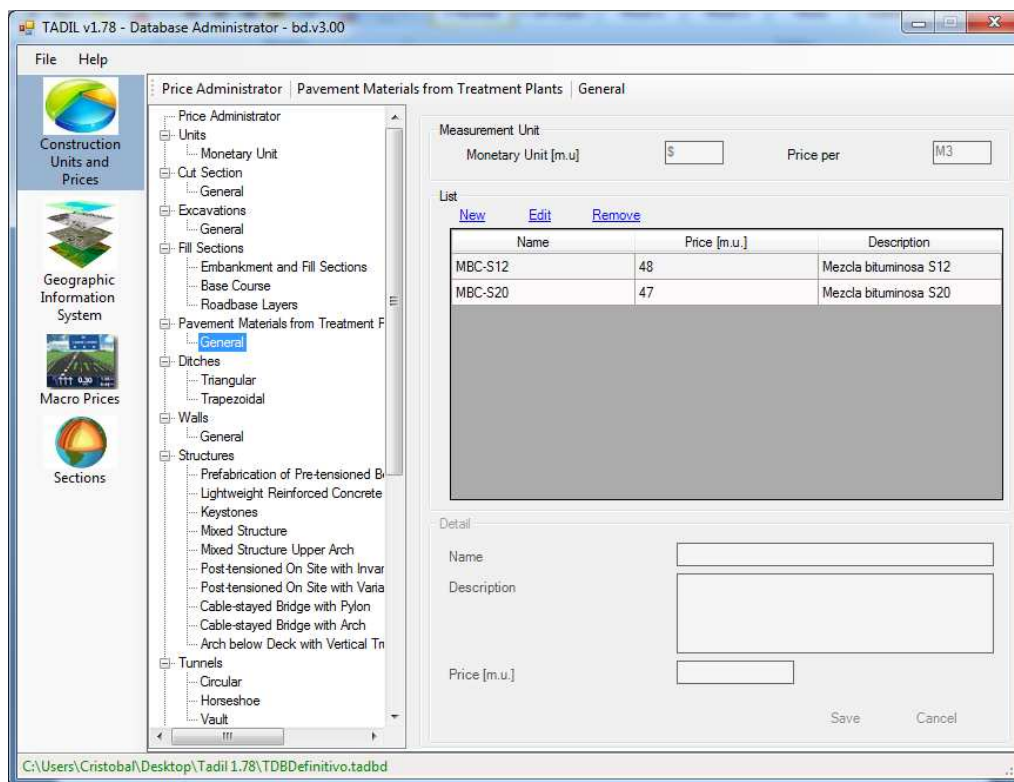 TADIL v1.78 - Database Administrator - bd.v3.00
File Help
Construction
Units and
Prices
Geographic
Information
System
Macro Prices
Sections
Price Administrator Pavement Materials from Treatment Plants General
Price Administrator
Units
Monetary Unit
Cut Section
General
Excavations
General
Fill Sections
Embankment and Fill Sections
Base Course
Roadbase Layers
Pavement Materials from Treatment F
General
Ditches
Triangular
Trapezoidal
Walls
General
Structures
Prefabrication of Pre-tensioned B
Lightweight Reinforced Concrete
Keystones
Mixed Structure
Mixed Structure Upper Arch
Post-tensioned On Site with Invar
Post-tensioned On Site with Varia
Cable-stayed Bridge with Pylon
Cable-stayed Bridge with Arch
Arch below Deck with Vertical Tr
Tunnels
Circular
Horseshoe
Vault
Measurement Unit
Monetary Unit [m.u] $ Price per M3
List
New Edit Remove
Name Price [m.u.] Description
MBC-S12 48 Mezcla bituminosa S12
MBC-S20 47 Mezcla bituminosa S20
Detail
Name
Description
Price [m.u.]
Save Cancel
C:\Users\Cristobal\Desktop\Tadil 1.78\TDBDefinitivo.tadbd